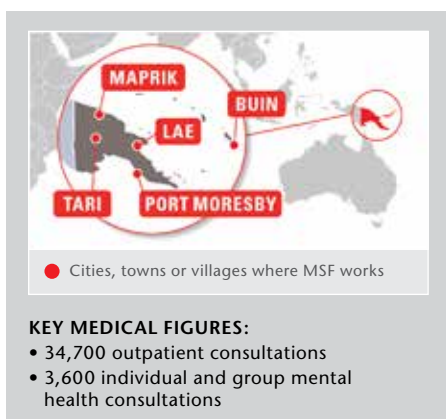 MAPRIK
BUIN
LAE
TARI
PORT MORESBY
Cities, towns or villages where MSF works
KEY MEDICAL FIGURES:
• 34,700 outpatient consultations
• 3,600 individual and group mental
health consultations